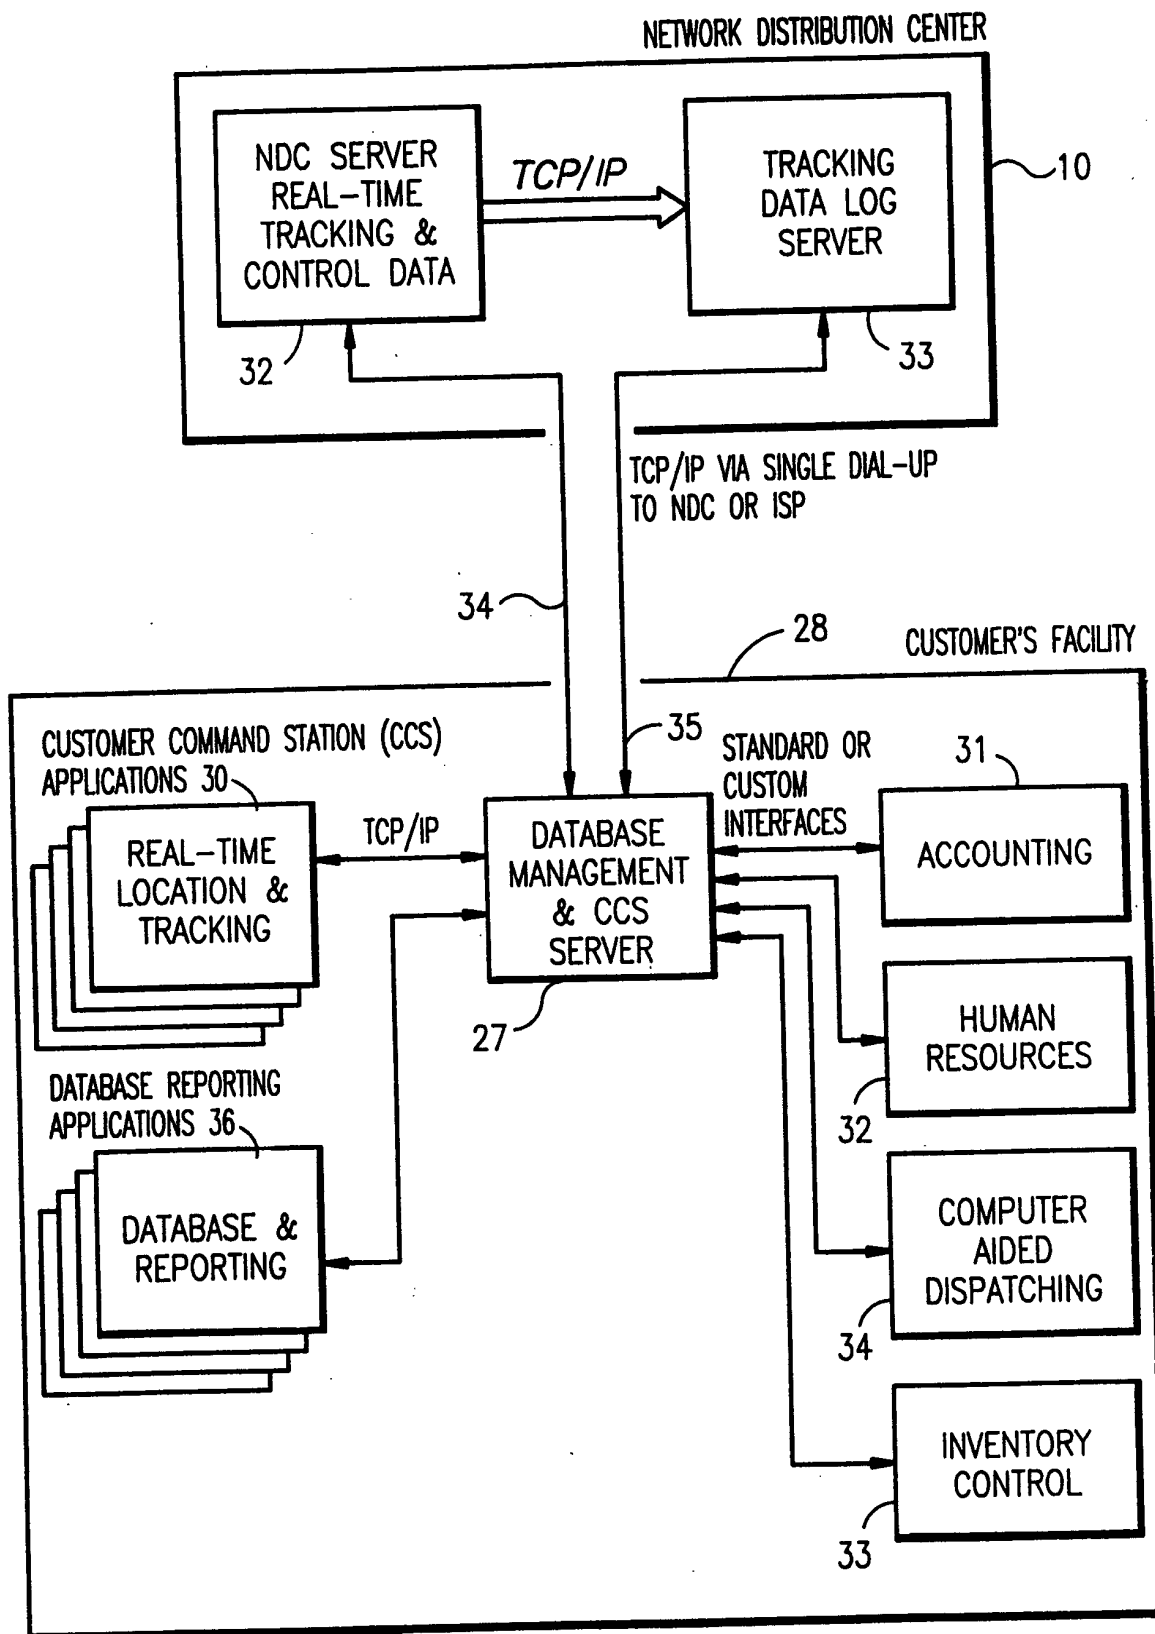 NETWORK DISTRIBUTION CENTER
NDC SERVER
REAL-TIME
TRACKING &
CONTROL DATA
TCP/IP
TRACKING
DATA LOG
SERVER
10
32
33
TCP/IP VIA SINGLE DIAL-UP
TO NDC OR ISP
34
28
CUSTOMER'S FACILITY
CUSTOMER COMMAND STATION (CCS)
APPLICATIONS 30
REAL-TIME
LOCATION &
TRACKING
TCP/IP
35
DATABASE
MANAGEMENT
& CCS
SERVER
27
STANDARD OR
CUSTOM
INTERFACES
31
ACCOUNTING
HUMAN
RESOURCES
32
DATABASE REPORTING
APPLICATIONS 36
DATABASE &
REPORTING
COMPUTER
AIDED
DISPATCHING
34
INVENTORY
CONTROL
33